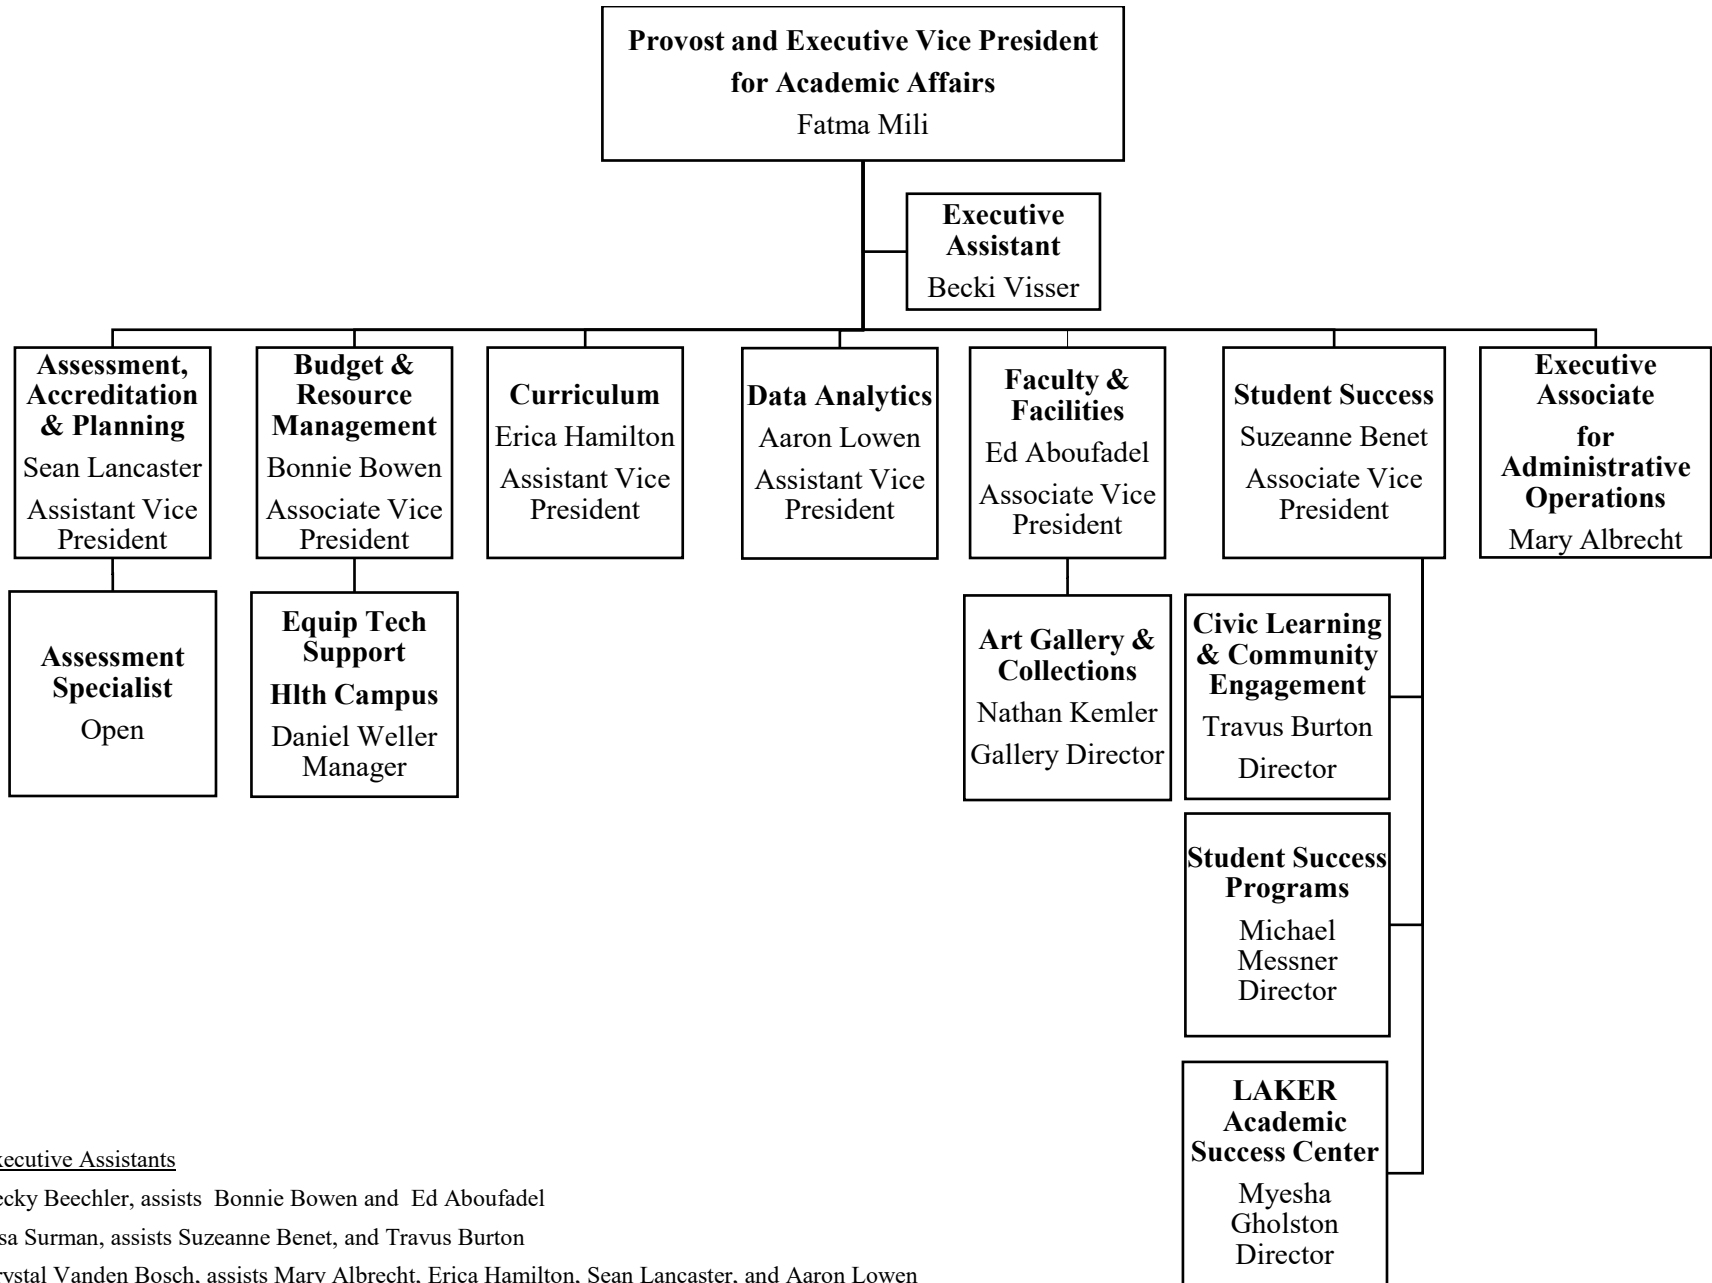 Provost and Executive Vice President
for Academic Affairs
Fatma Mili
Executive
Assistant
Becki Visser
Assessment,
Accreditation
& Planning
Sean Lancaster
Assistant Vice
President
Budget &
Resource
Management
Bonnie Bowen
Associate Vice
President
Curriculum
Erica Hamilton
Assistant Vice
President
Data Analytics
Aaron Lowen
Assistant Vice
President
Faculty &
Facilities
Ed Aboufadel
Associate Vice
President
Student Success
Suzeanne Benet
Associate Vice
President
Executive
Associate
for
Administrative
Operations
Mary Albrecht
Assessment
Specialist
Open
Equip Tech
Support
Hlth Campus
Daniel Weller
Manager
Art Gallery &
Collections
Nathan Kemler
Gallery Director
Civic Learning
& Community
Engagement
Travus Burton
Director
Student Success
Programs
Michael
Messner
Director
LAKER
Academic
Success Center
Myesha
Gholston
Director
xecutive Assistants
ecky Beechler, assists Bonnie Bowen and Ed Aboufadel
sa Surman, assists Suzeanne Benet, and Travus Burton
rystal Vanden Bosch, assists Mary Albrecht, Erica Hamilton, Sean Lancaster, and Aaron Lowen